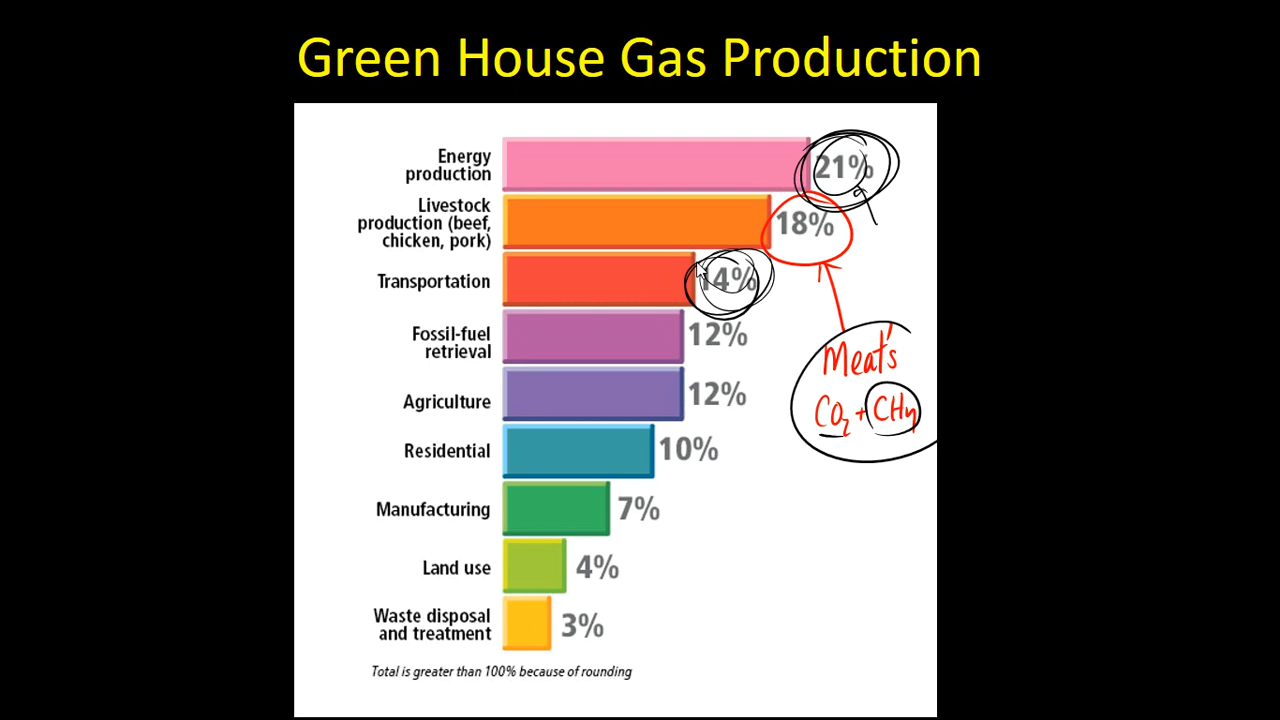 Green House Gas Production
Energy
production
21%
Livestock
production (beef,
chicken, pork)
18%
Transportation
14%
Fossil-fuel
retrieval
12%
Agriculture
12%
Residential
10%
Manufacturing
7%
Land use
4%
Waste disposal
and treatment
3%
Meat's
CO2 + CH4
Total is greater than 100% because of rounding